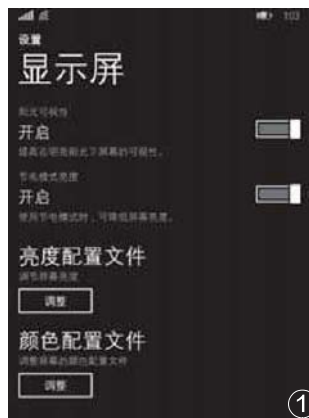 1:03
设置
显示屏
阳光可视性
开启
提高在明亮阳光下屏幕的可视性。
节电模式亮度
开启
使用节电模式时，可降低屏幕亮度。
亮度配置文件
调节屏幕亮度
调整
颜色配置文件
调整屏幕的颜色配置文件
调整
①